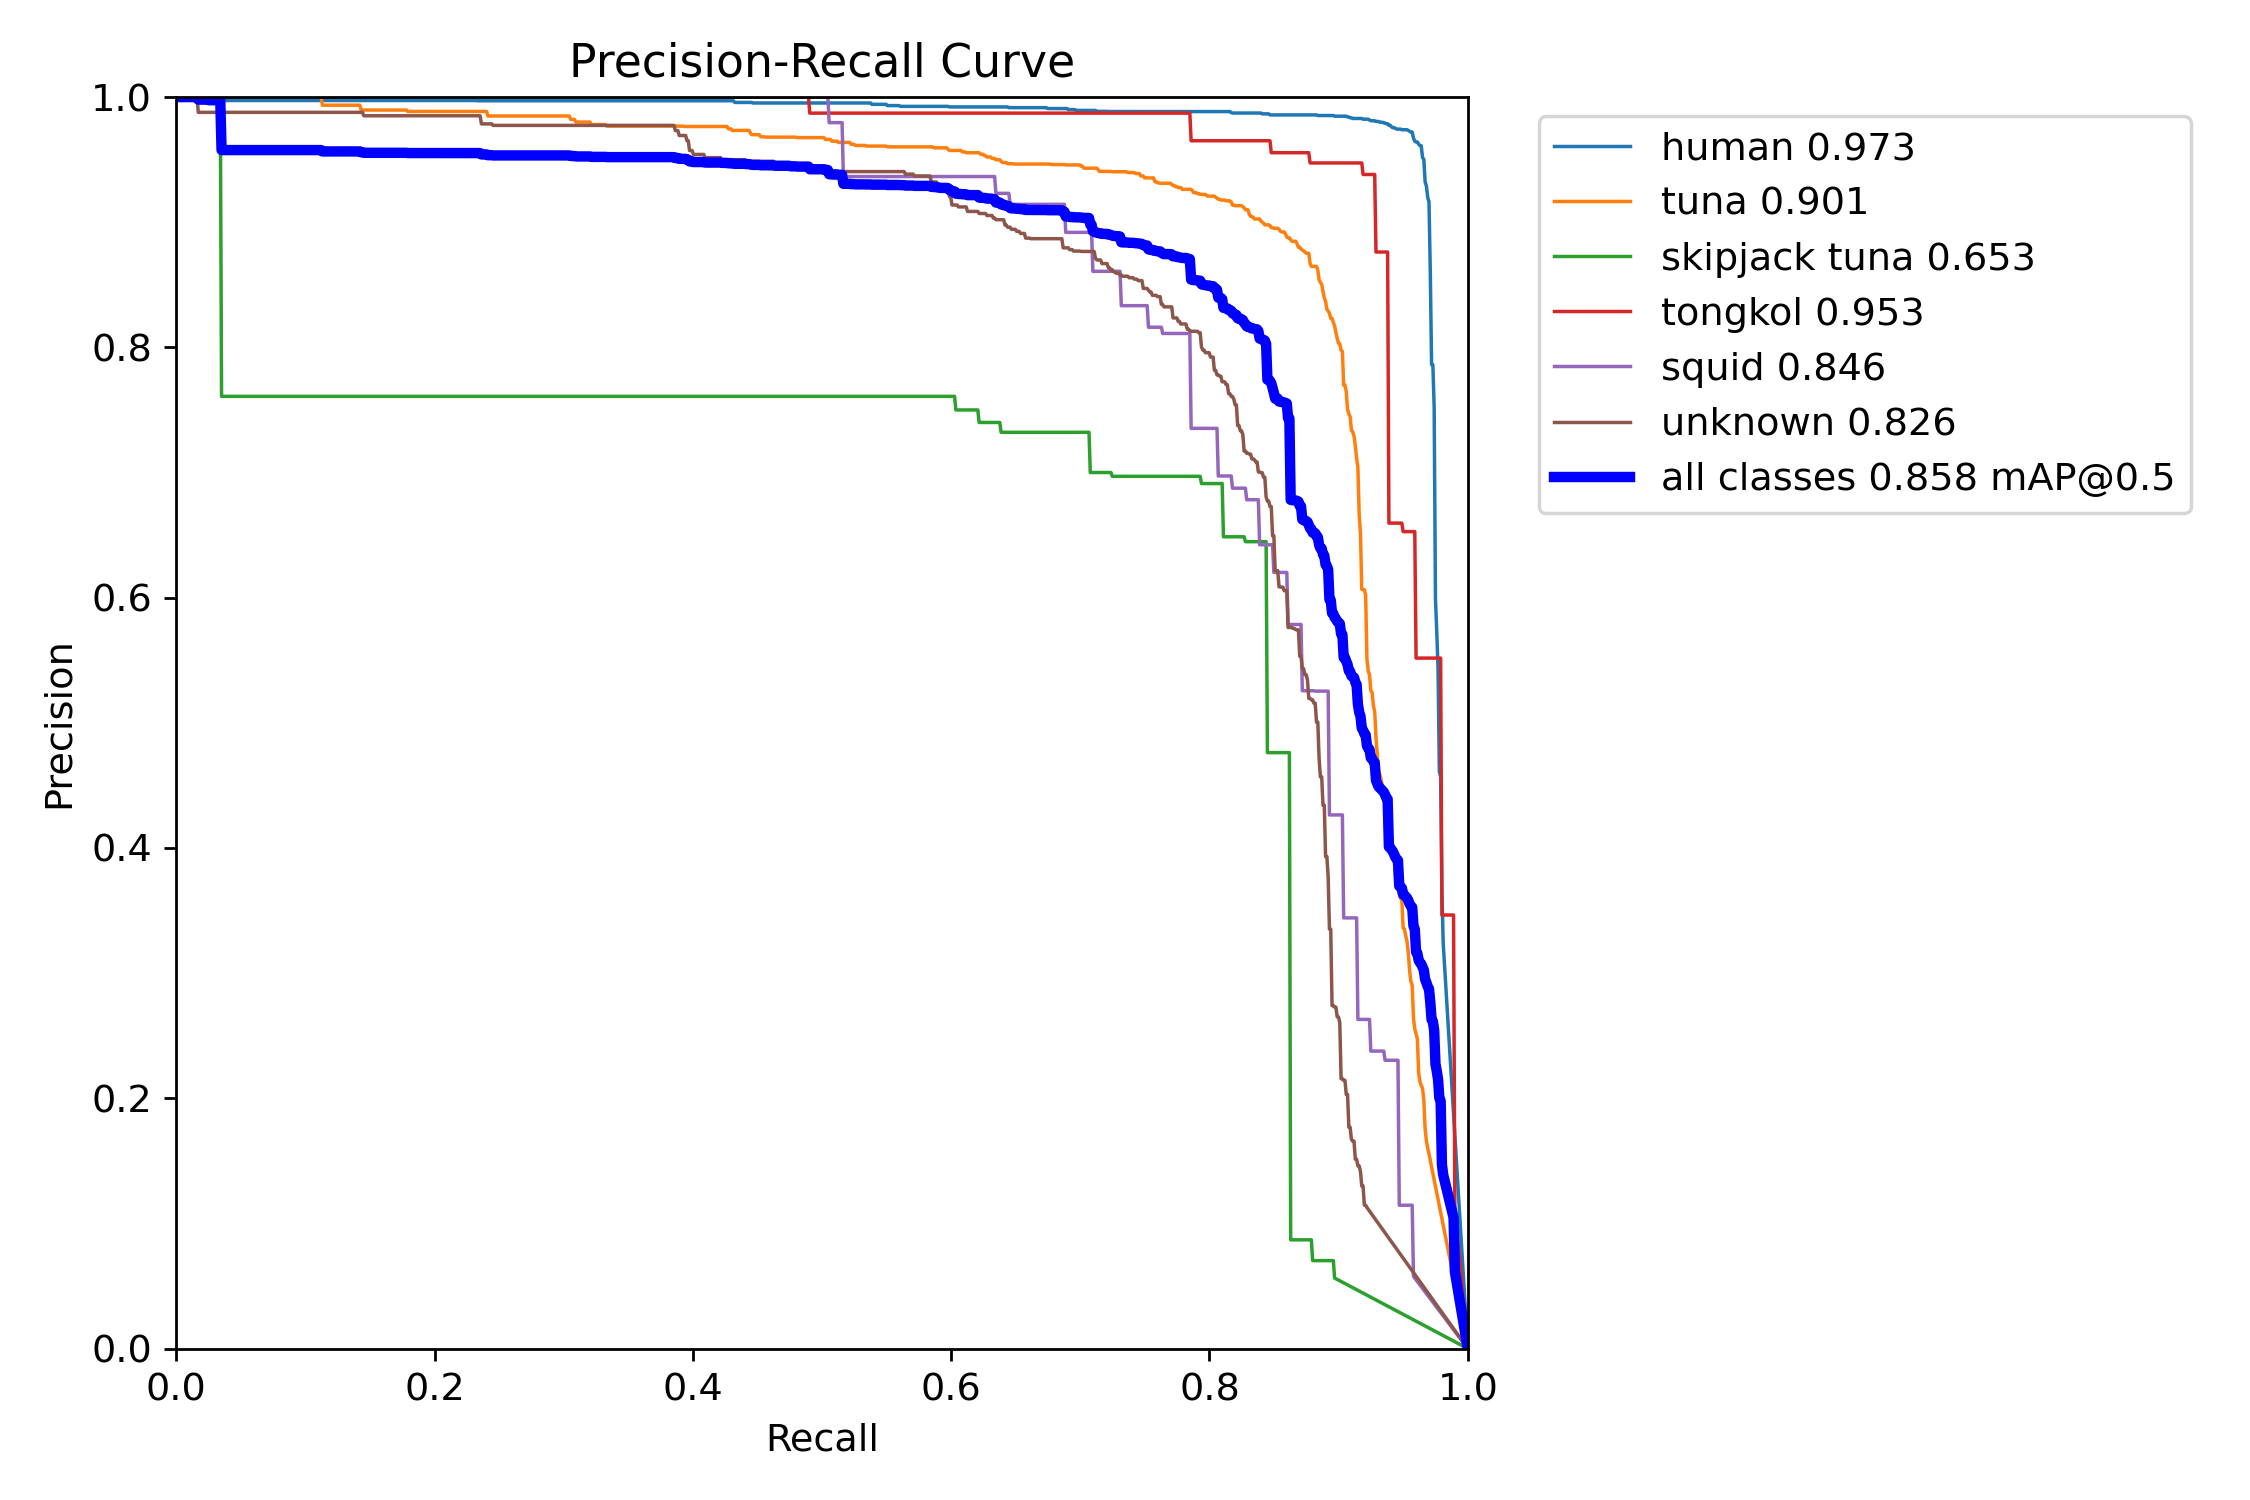 Precision-Recall Curve
1.0
0.8
0.6
0.4
0.2
0.0
Precision
0.0 0.2 0.4 0.6 0.8 1.0
Recall
human 0.973
tuna 0.901
skipjack tuna 0.653
tongkol 0.953
squid 0.846
unknown 0.826
all classes 0.858 mAP@0.5